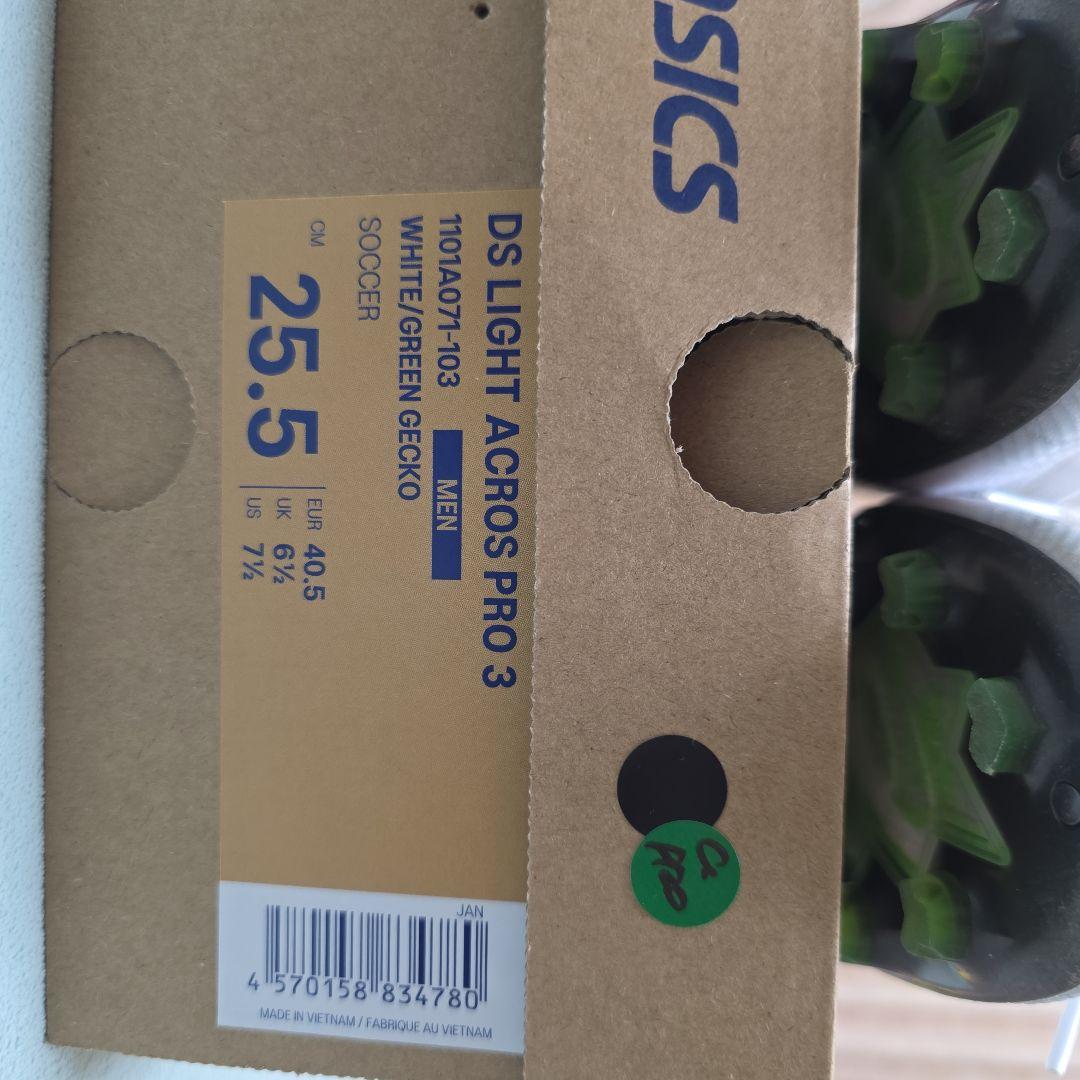 ASICS
DS LIGHT ACROS PRO 3
1101A071-103 MEN
WHITE/GREEN GECKO
SOCCER
CM 25.5
EUR 40.5
UK 6½
US 7½
JAN
4 570158 834780
MADE IN VIETNAM / FABRIQUE AU VIETNAM